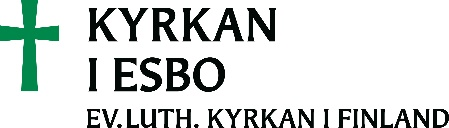 KYRKAN
I ESBO
EV.LUTH. KYRKAN I FINLAND